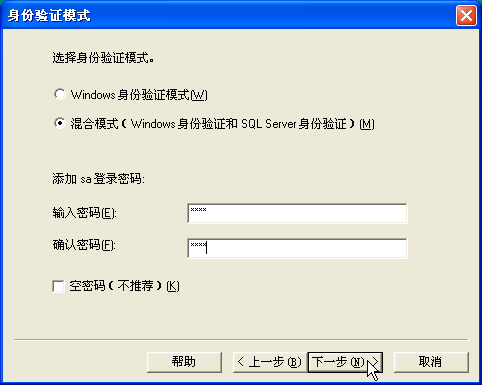 身份验证模式
选择身份验证模式。
Windows 身份验证模式(W)
混合模式（Windows 身份验证和 SQL Server 身份验证）(M)
添加 sa 登录密码:
输入密码(E):
****
确认密码(F):
****
空密码（不推荐）(K)
帮助
< 上一步(B)
下一步(N) >
取消